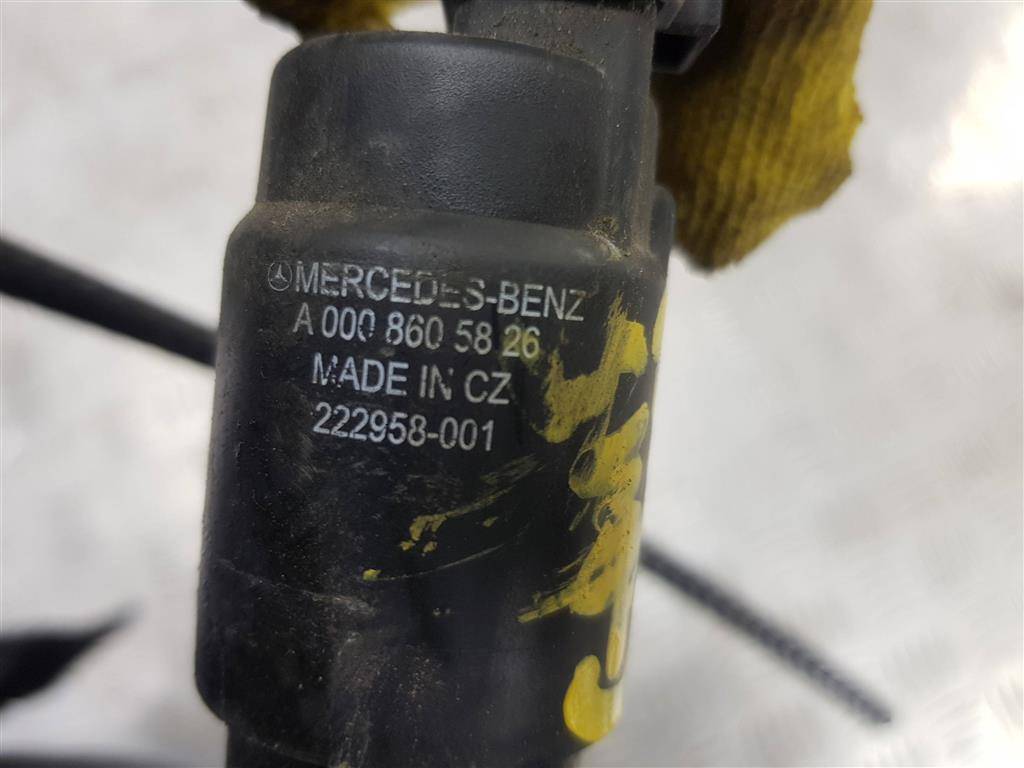 MERCEDES-BENZ
A 000 860 58 26
MADE IN CZ
222958-001